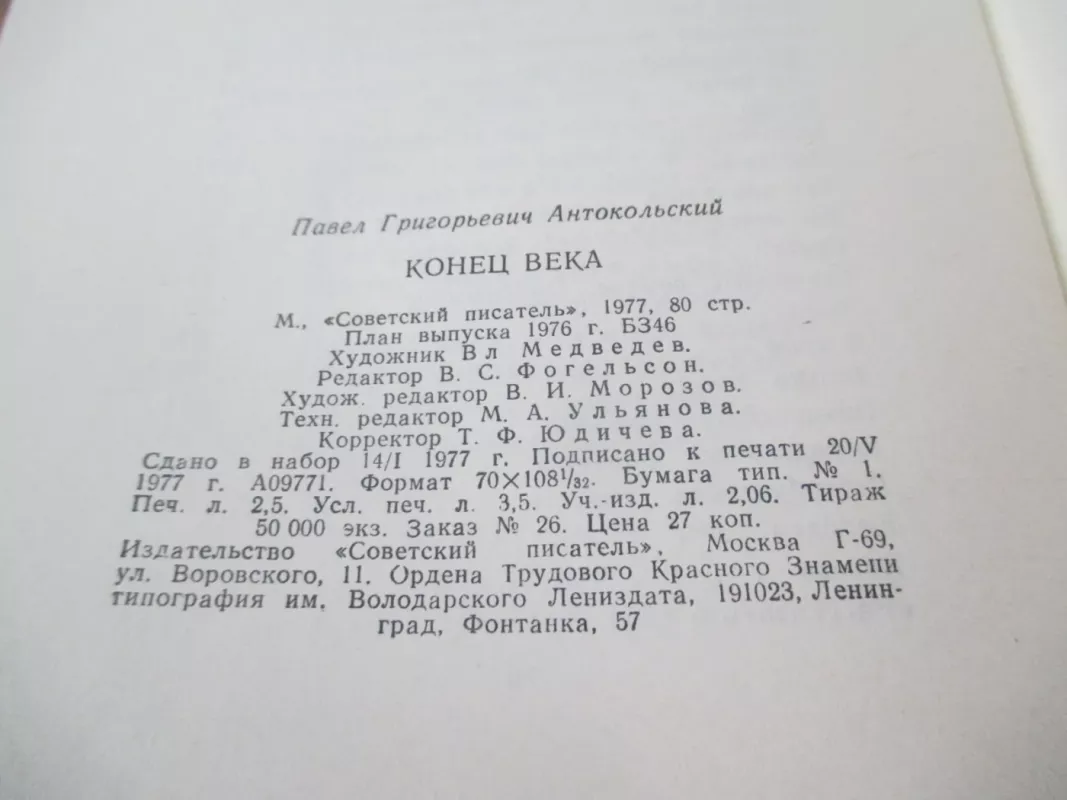 Павел Григорьевич Антокольский
КОНЕЦ ВЕКА
М., «Советский писатель», 1977, 80 стр.
План выпуска 1976 г. БЗ46
Художник Вл Медведев.
Редактор В. С. Фогельсон.
Худож. редактор В. И. Морозов.
Техн. редактор М. А. Ульянова.
Корректор Т. Ф. Юдичева.
Сдано в набор 14/I 1977 г. Подписано к печати 20/V
1977 г. А09771. Формат 70×108¹/₃₂. Бумага тип. № 1.
Печ. л. 2,5. Усл. печ. л. 3,5. Уч.-изд. л. 2,06. Тираж
50 000 экз. Заказ № 26. Цена 27 коп.
Издательство «Советский писатель», Москва Г-69,
ул. Воровского, 11. Ордена Трудового Красного Знамени
типография им. Володарского Лениздата, 191023, Ленин-
град, Фонтанка, 57